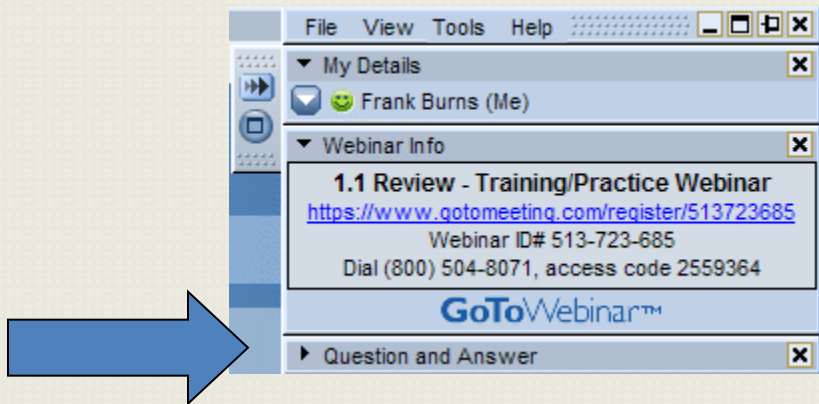 File View Tools Help
My Details
Frank Burns (Me)
Webinar Info
1.1 Review - Training/Practice Webinar
https://www.gotomeeting.com/register/513723685
Webinar ID# 513-723-685
Dial (800) 504-8071, access code 2559364
GoToWebinar™
Question and Answer